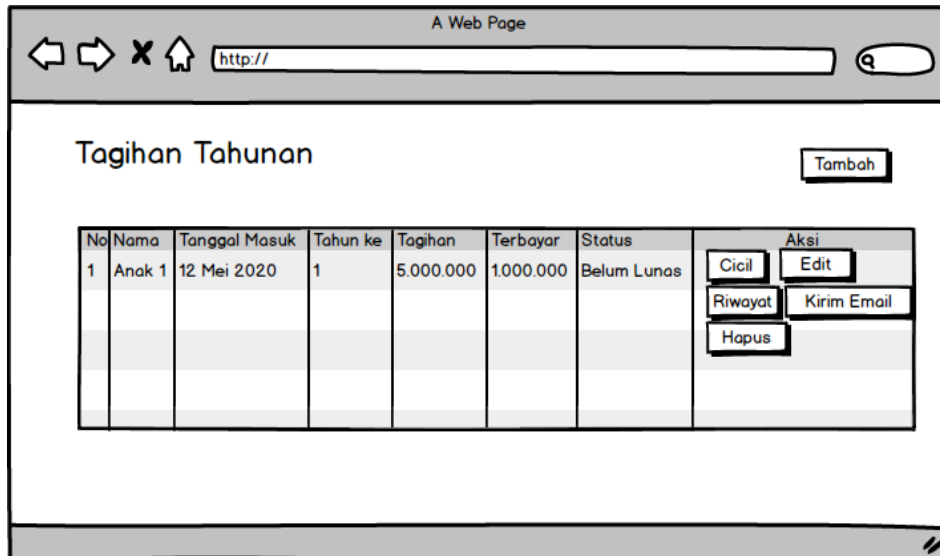 A Web Page
http://
Tagihan Tahunan
Tambah
No Nama Tanggal Masuk Tahun ke Tagihan Terbayar Status Aksi
1 Anak 1 12 Mei 2020 1 5.000.000 1.000.000 Belum Lunas Cicil Edit
Riwayat Kirim Email
Hapus